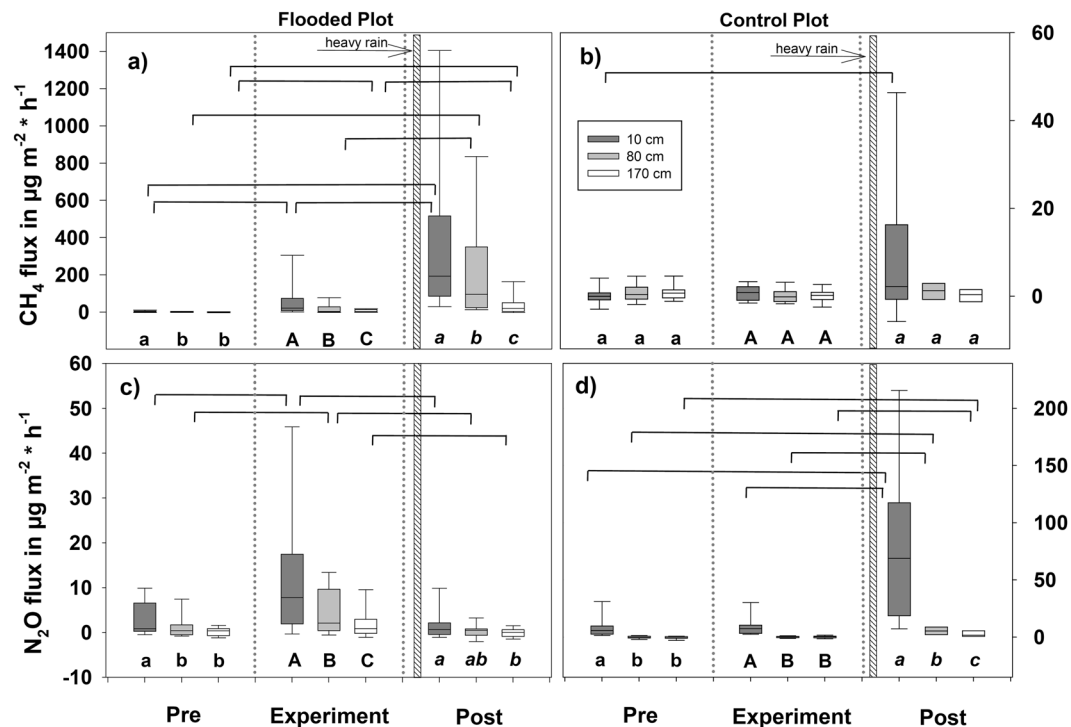 Flooded Plot
Control Plot
CH4 flux in µg m-2 * h-1
1400
1200
1000
800
600
400
200
0
a)
heavy rain
a b b A B C a b c
b)
heavy rain
10 cm
80 cm
170 cm
a a a A A A a a a
60
40
20
0
N2O flux in µg m-2 * h-1
60
50
40
30
20
10
0
-10
c)
a b b A B C a ab b
d)
a b b A B B a b c
200
150
100
50
0
Pre Experiment Post
Pre Experiment Post